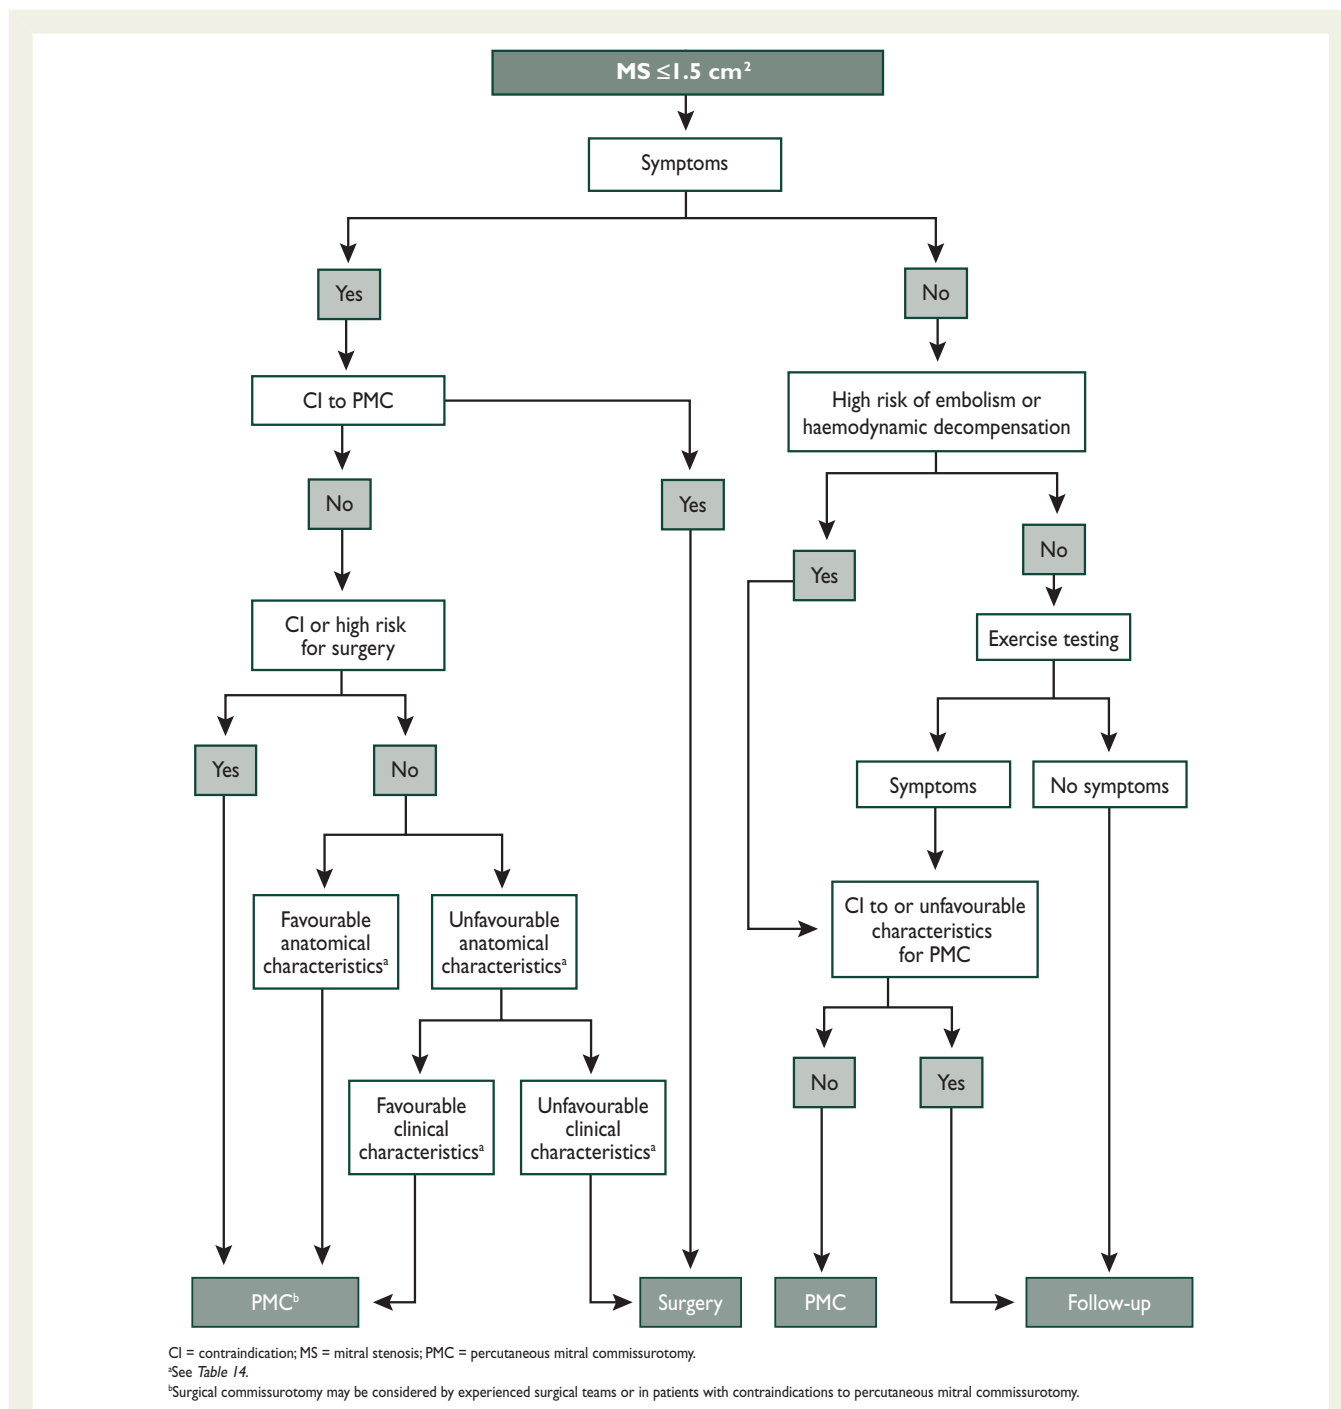 MS ≤1.5 cm²
Symptoms
Yes
No
CI to PMC
High risk of embolism or
haemodynamic decompensation
No
Yes
Yes
No
CI or high risk
for surgery
Exercise testing
Yes
No
Symptoms
No symptoms
Favourable
anatomical
characteristicsᵃ
Unfavourable
anatomical
characteristicsᵃ
CI to or unfavourable
characteristics
for PMC
No
Yes
Favourable
clinical
characteristicsᵃ
Unfavourable
clinical
characteristicsᵃ
PMCᵇ
Surgery
PMC
Follow-up
CI = contraindication; MS = mitral stenosis; PMC = percutaneous mitral commissurotomy.
ᵃSee Table 14.
ᵇSurgical commissurotomy may be considered by experienced surgical teams or in patients with contraindications to percutaneous mitral commissurotomy.